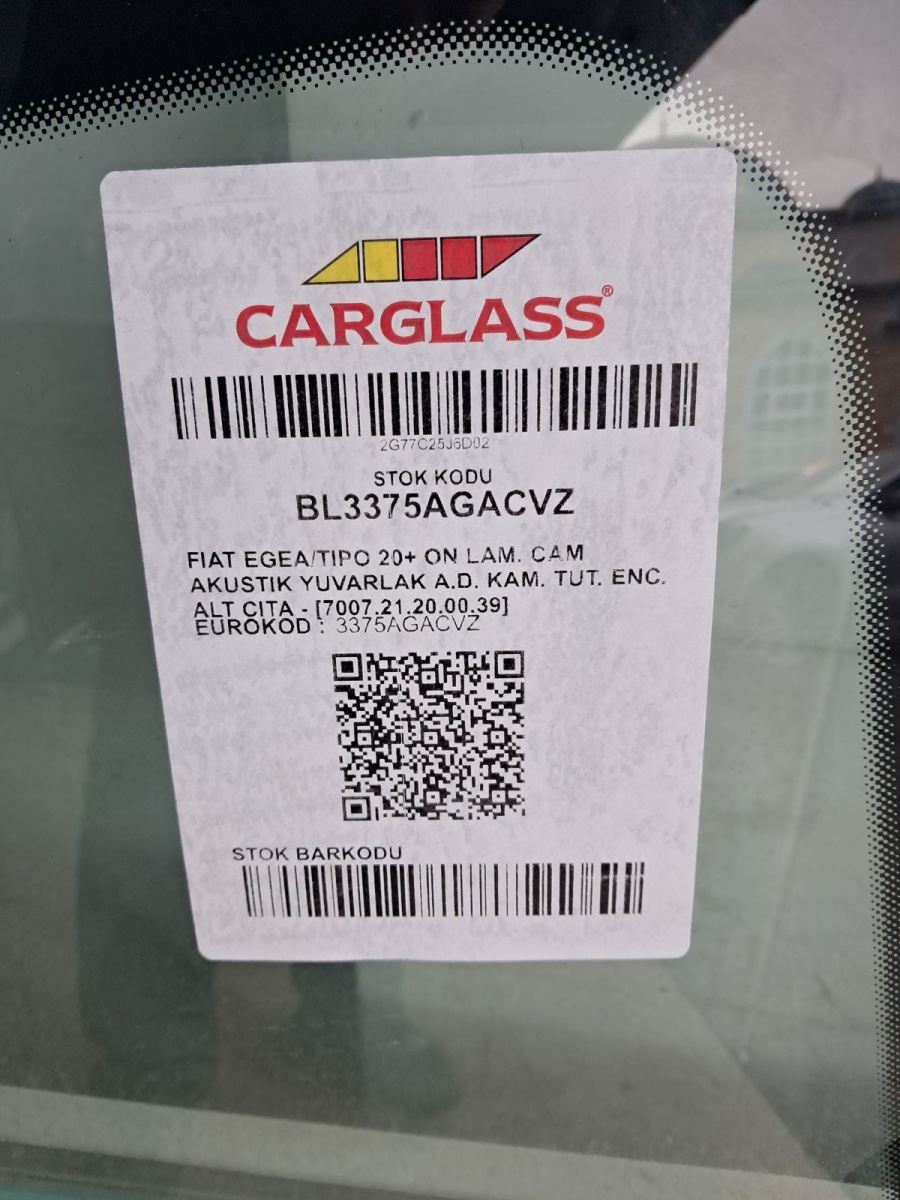 CARGLASS®
2G77C25J6D02
STOK KODU
BL3375AGACVZ
FIAT EGEA/TIPO 20+ ON LAM. CAM
AKUSTIK YUVARLAK A.D. KAM. TUT. ENC.
ALT CITA - [7007.21.20.00.39]
EUROKOD : 3375AGACVZ
STOK BARKODU